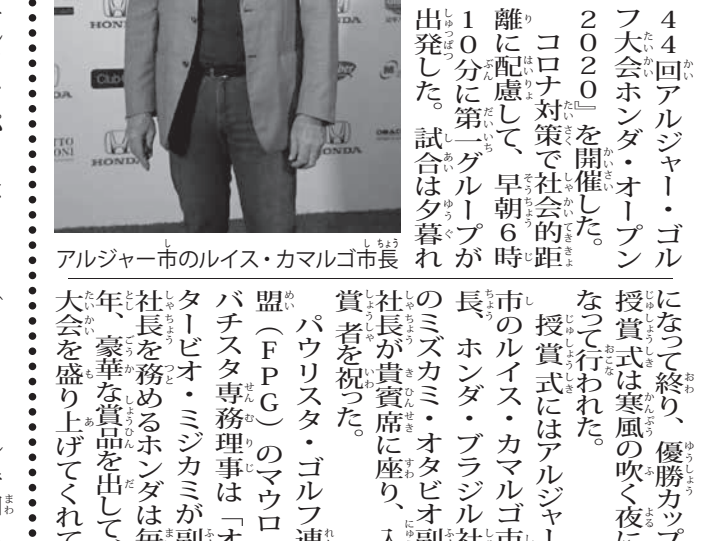 44回アルジャー・ゴル
フ大会ホンダ・オープン
2020』を開催した。
コロナ対策で社会的距
離に配慮して、早朝6時
10分に第一グループが
出発した。試合は夕暮れ
になって終り、優勝カップ
授賞式は寒風の吹く夜に
なって行われた。
授賞式にはアルジャー
市のルイス・カマルゴ市
長、ホンダ・ブラジル社
のミズカミ・オタビオ副
社長が貴賓席に座り、入
賞者を祝った。
パウリスタ・ゴルフ連
盟（FPG）のマウロ・
バチスタ専務理事は「オ
タービオ・ミジカミが副
社長を務めるホンダは毎
年、豪華な賞品を出して、
大会を盛り上げてくれて
アルジャー市のルイス・カマルゴ市長
HONDA
HONDA
Club